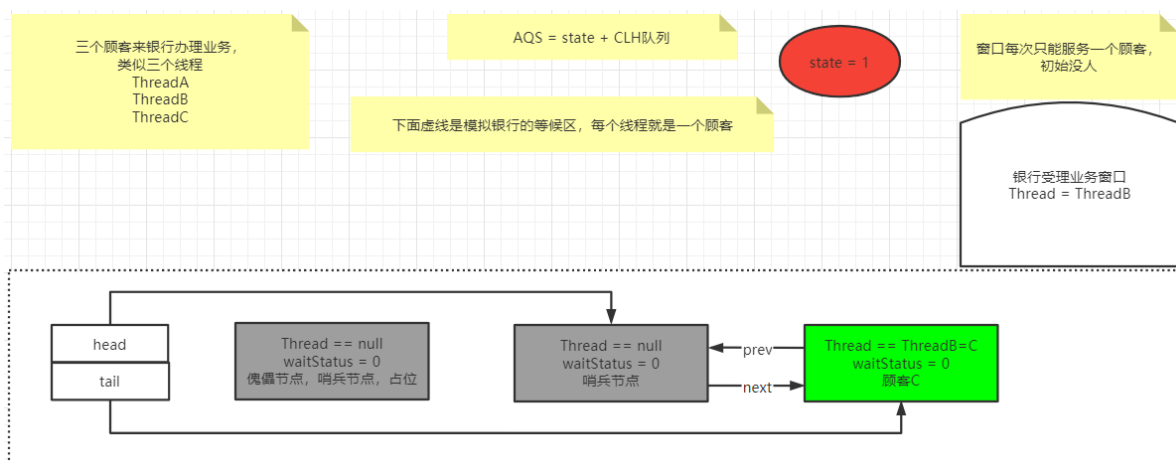 三个顾客来银行办理业务，
类似三个线程
ThreadA
ThreadB
ThreadC
AQS = state + CLH队列
state = 1
窗口每次只能服务一个顾客，
初始没人
下面虚线是模拟银行的等候区，每个线程就是一个顾客
银行受理业务窗口
Thread = ThreadB
head
tail
Thread == null
waitStatus = 0
傀儡节点，哨兵节点，占位
Thread == null
waitStatus = 0
哨兵节点
prev
next
Thread == ThreadB=C
waitStatus = 0
顾客C